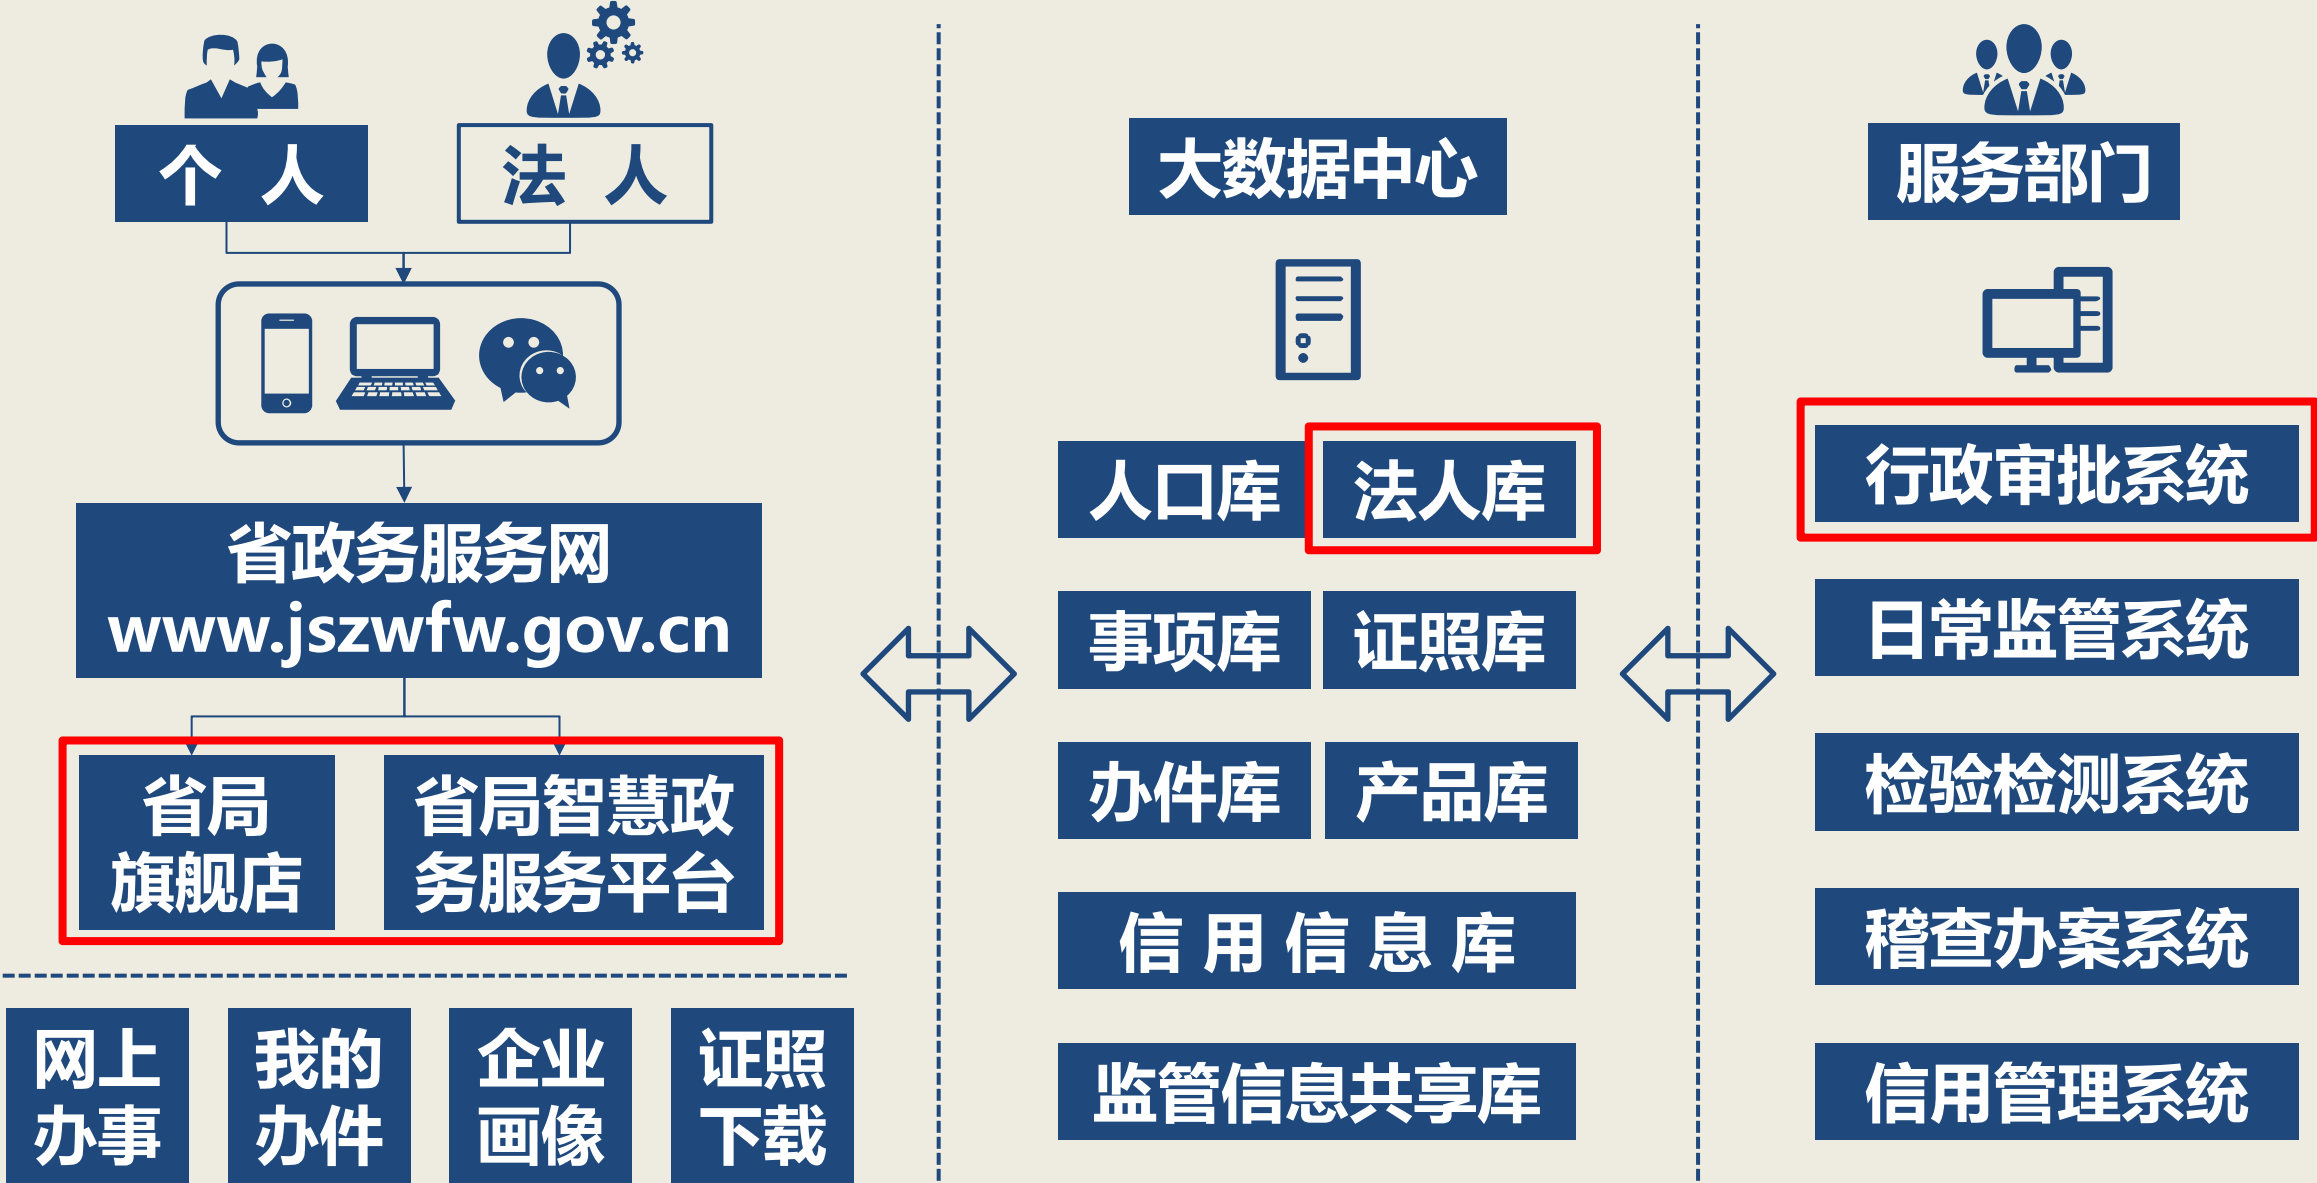 个 人
法 人
省政务服务网
www.jszwfw.gov.cn
省局
旗舰店
省局智慧政
务服务平台
网上
办事
我的
办件
企业
画像
证照
下载
大数据中心
人口库
法人库
事项库
证照库
办件库
产品库
信 用 信 息 库
监管信息共享库
服务部门
行政审批系统
日常监管系统
检验检测系统
稽查办案系统
信用管理系统